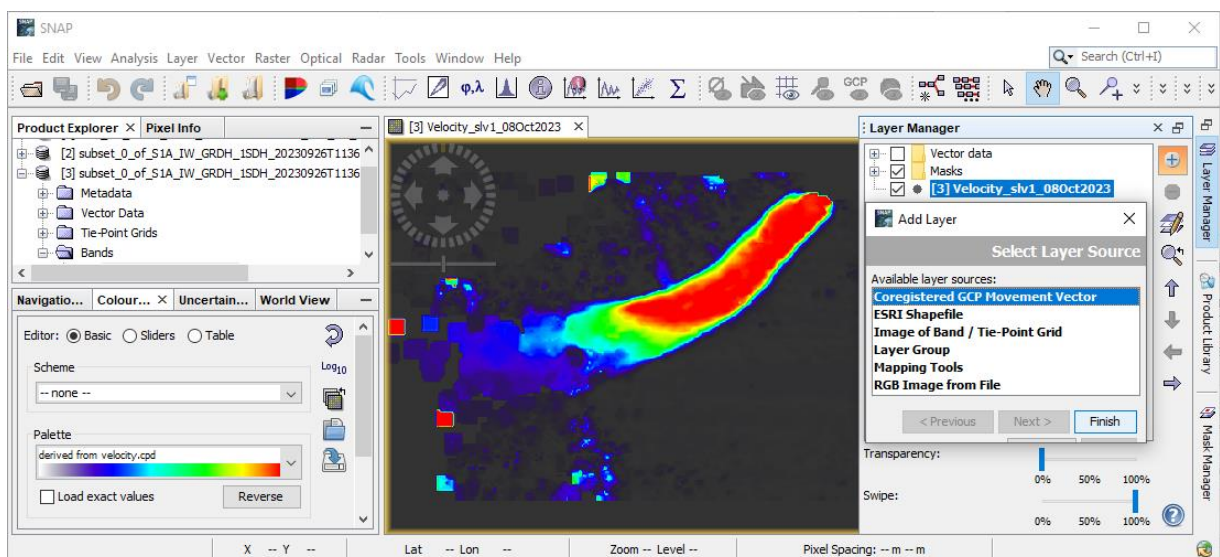 SNAP
File Edit View Analysis Layer Vector Raster Optical Radar Tools Window Help
Search (Ctrl+I)
φ,λ
Σ
GCP
Product Explorer Pixel Info
[2] subset_0_of_S1A_IW_GRDH_1SDH_20230926T1136
[3] subset_0_of_S1A_IW_GRDH_1SDH_20230926T1136
Metadata
Vector Data
Tie-Point Grids
Bands
Navigatio... Colour... Uncertain... World View
Editor: Basic Sliders Table
Scheme
-- none --
Log10
Palette
derived from velocity.cpd
Load exact values
Reverse
[3] Velocity_slv1_08Oct2023
Layer Manager
Vector data
Masks
[3] Velocity_slv1_08Oct2023
Add Layer
Select Layer Source
Available layer sources:
Coregistered GCP Movement Vector
ESRI Shapefile
Image of Band / Tie-Point Grid
Layer Group
Mapping Tools
RGB Image from File
< Previous Next > Finish
Transparency:
0% 50% 100%
Swipe:
0% 50% 100%
Layer Manager
Product Library
Mask Manager
X -- Y -- Lat -- Lon -- Zoom -- Level -- Pixel Spacing: -- m -- m